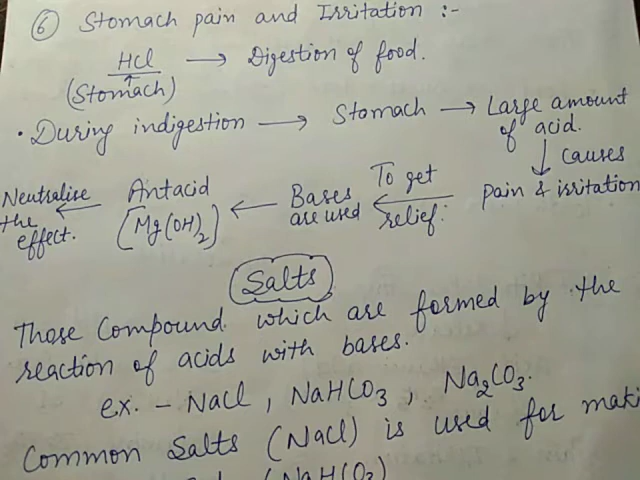 ⑥ Stomach pain and Irritation :-
HCl → Digestion of food.
↑
(Stomach)
• During indigestion → Stomach → Large amount of acid.
↓ causes
pain & irritation
To get relief:
←
Bases are used
←
Antacid
[Mg(OH)₂]
←
Neutralise
the
effect.
Salts
Those Compound which are formed by the
reaction of acids with bases.
ex. - NaCl, NaHCO3, Na2CO3.
Common Salts (NaCl) is used for maki
(NaHCO3)